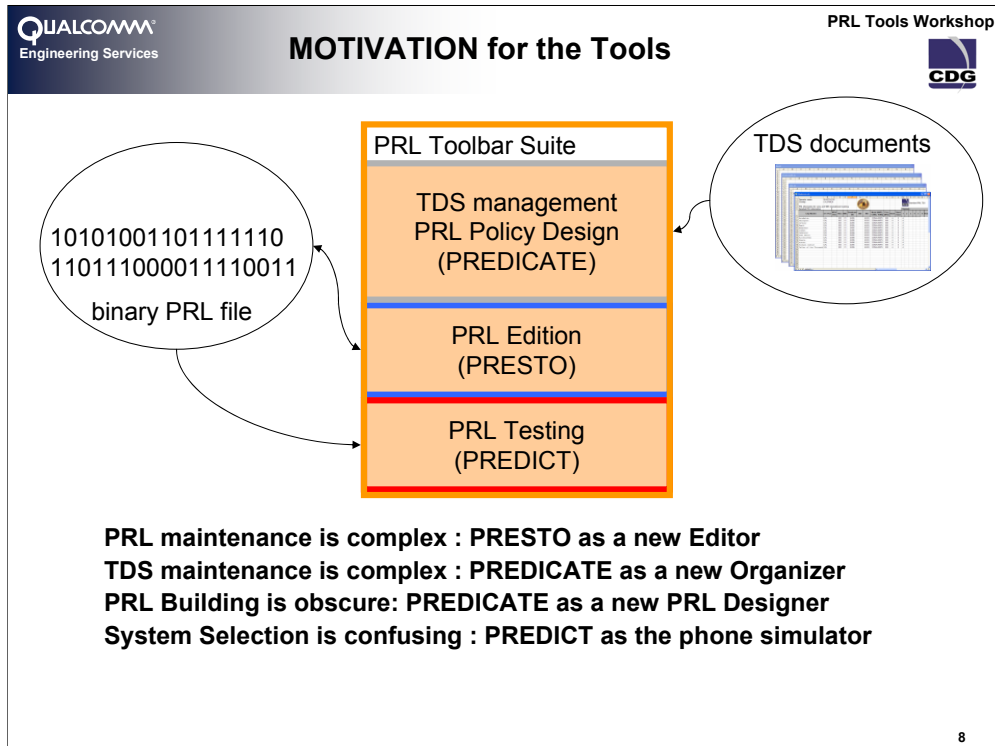 QUALCOMM®
Engineering Services
MOTIVATION for the Tools
PRL Tools Workshop
CDG
PRL Toolbar Suite
TDS management
PRL Policy Design
(PREDICATE)
PRL Edition
(PRESTO)
PRL Testing
(PREDICT)
10101001101111110
110111000011110011
binary PRL file
TDS documents
PRL maintenance is complex : PRESTO as a new Editor
TDS maintenance is complex : PREDICATE as a new Organizer
PRL Building is obscure: PREDICATE as a new PRL Designer
System Selection is confusing : PREDICT as the phone simulator
8